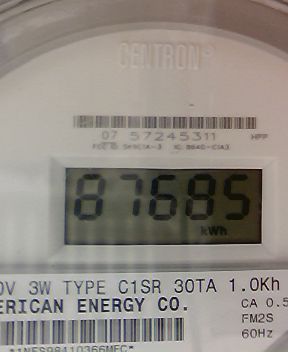 CENTRON®
07 57245311 HPP
87685
kWh
0V 3W TYPE C1SR 30TA 1.0Kh
ERICAN ENERGY CO.
CA 0.5
FM2S
60Hz